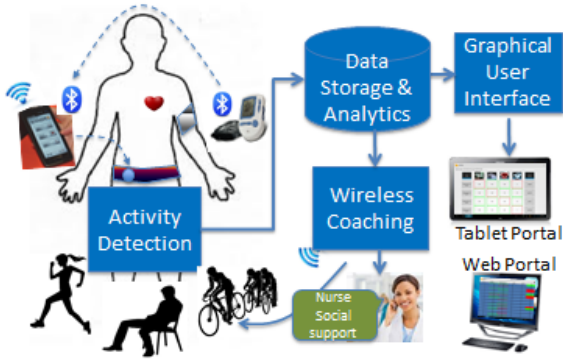 Data
Storage &
Analytics
Graphical
User
Interface
Activity
Detection
Wireless
Coaching
Tablet Portal
Web Portal
Nurse
Social
support